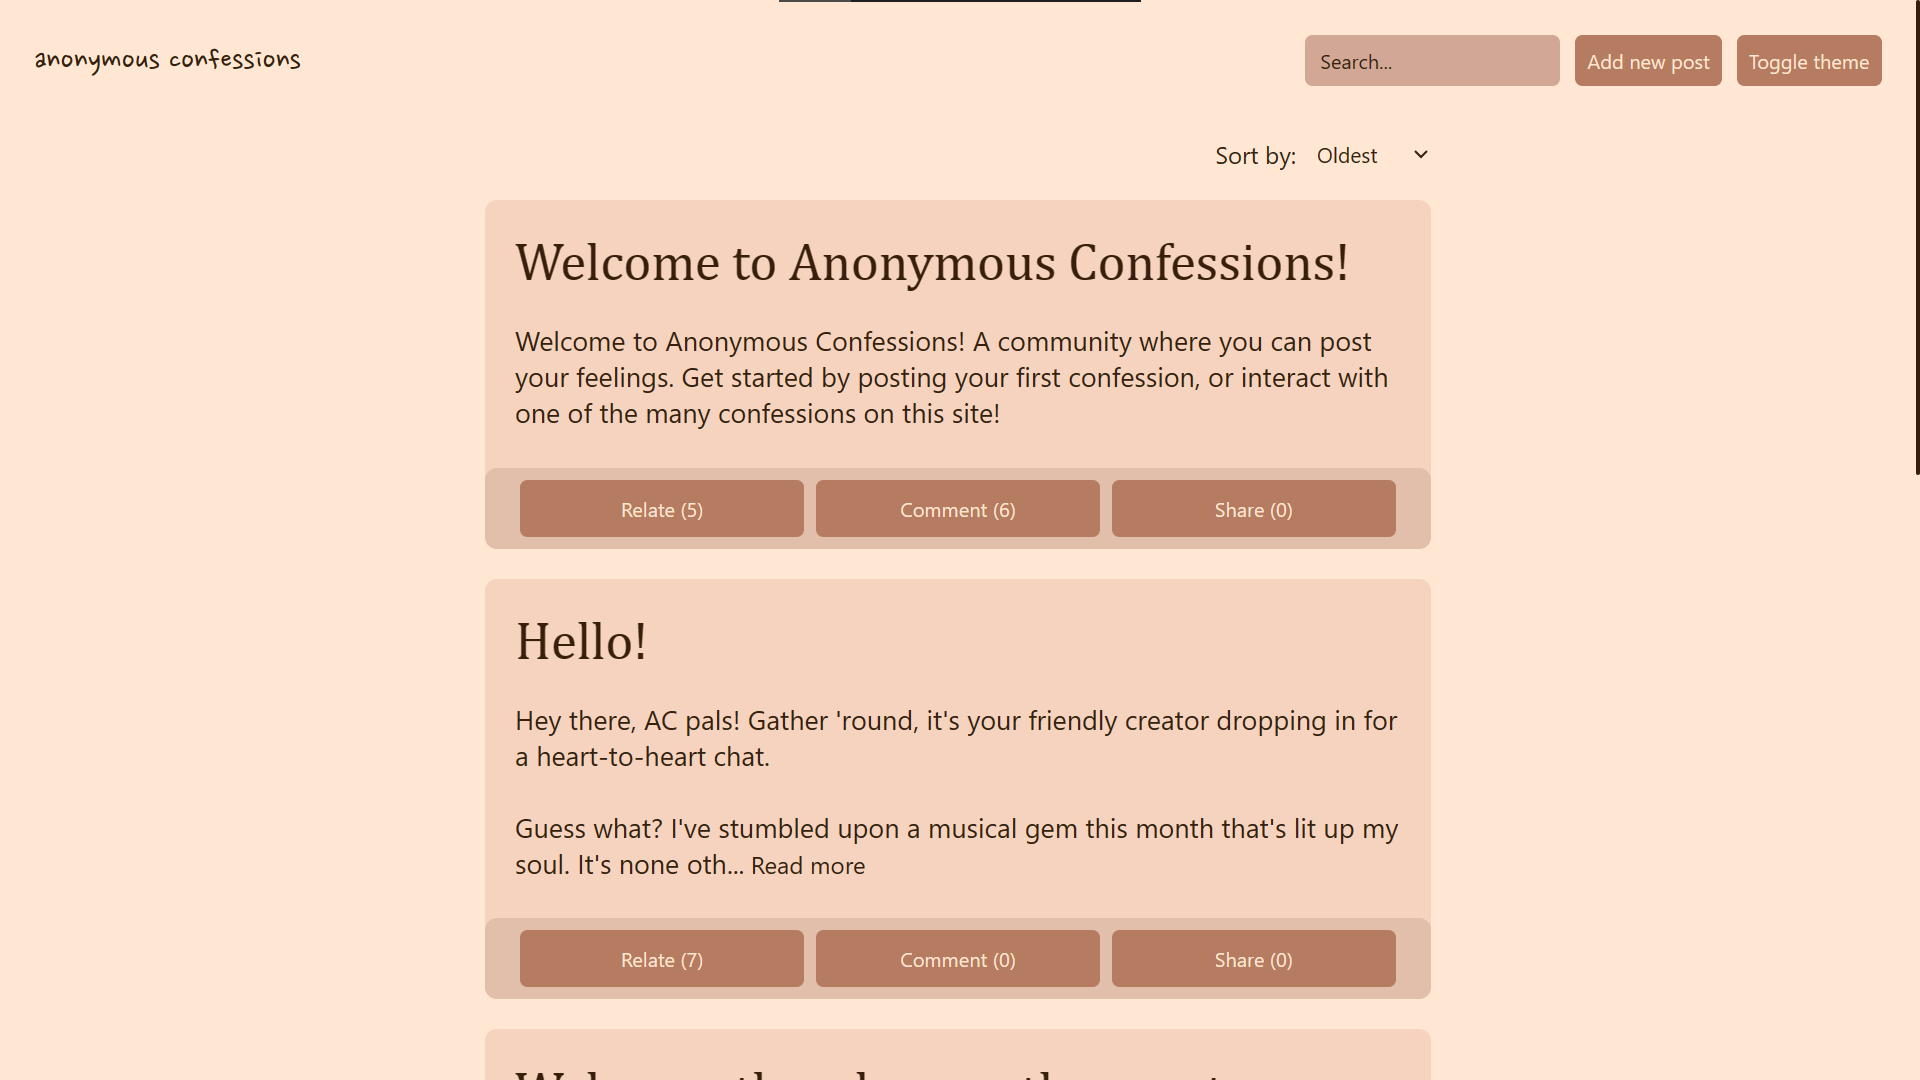 anonymous confessions
Search...
Add new post
Toggle theme
Sort by: Oldest
Welcome to Anonymous Confessions!
Welcome to Anonymous Confessions! A community where you can post
your feelings. Get started by posting your first confession, or interact with
one of the many confessions on this site!
Relate (5)
Comment (6)
Share (0)
Hello!
Hey there, AC pals! Gather 'round, it's your friendly creator dropping in for
a heart-to-heart chat.
Guess what? I've stumbled upon a musical gem this month that's lit up my
soul. It's none oth... Read more
Relate (7)
Comment (0)
Share (0)